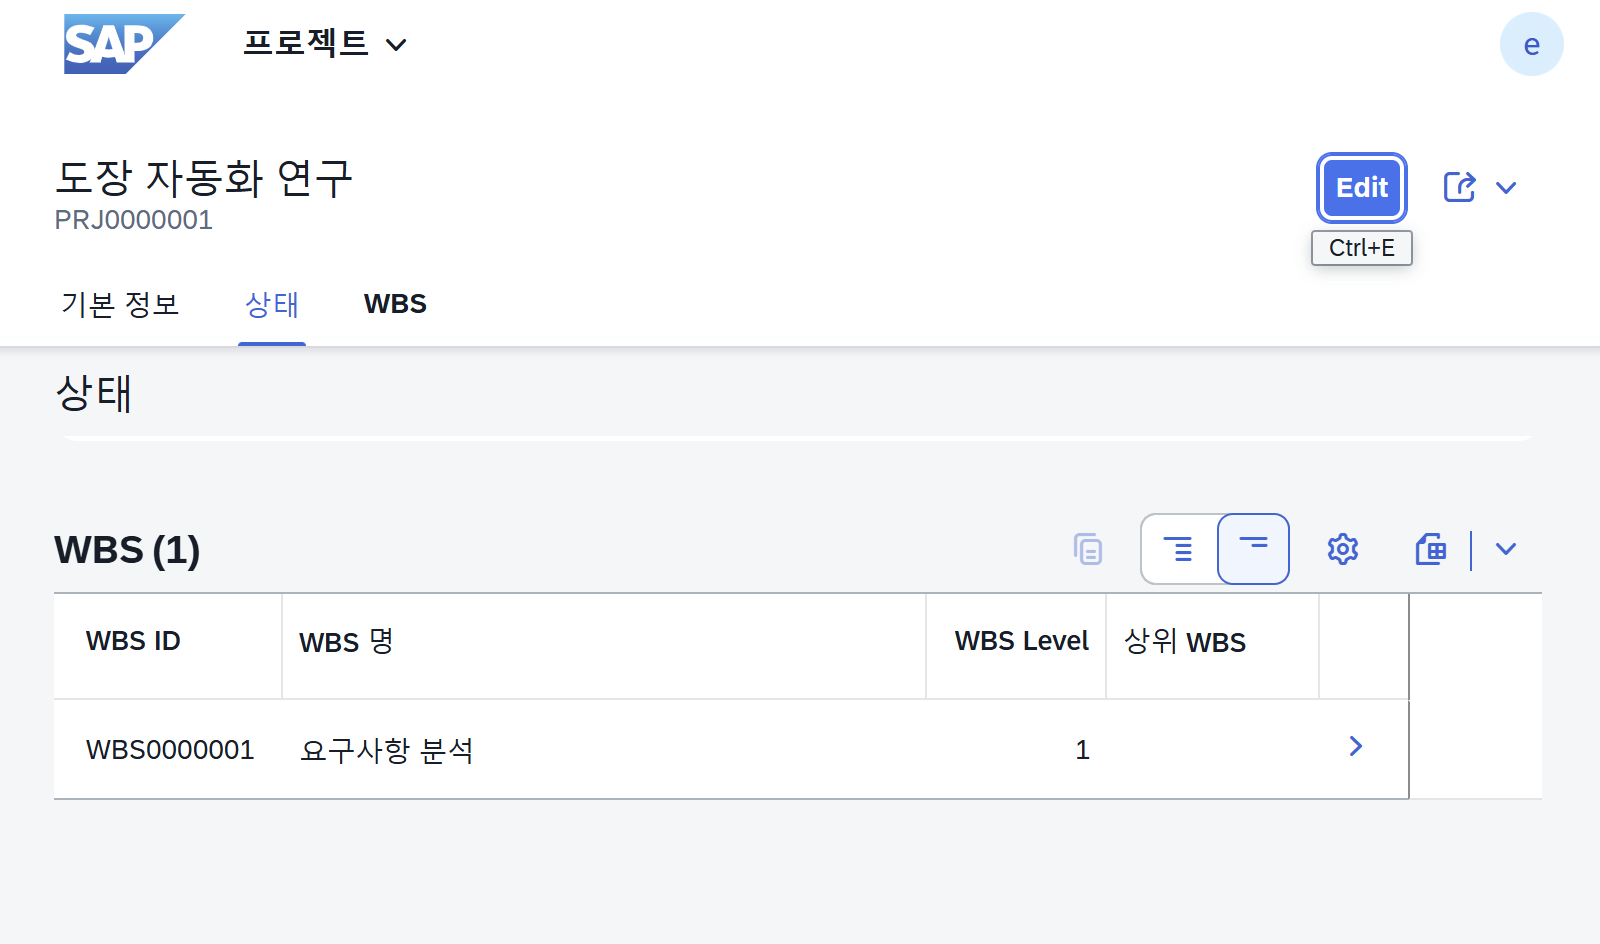 SAP
프로젝트
e
도장 자동화 연구
PRJ0000001
Edit
Ctrl+E
기본 정보
상태
WBS
상태
WBS (1)
WBS ID
WBS 명
WBS Level
상위 WBS
WBS0000001
요구사항 분석
1